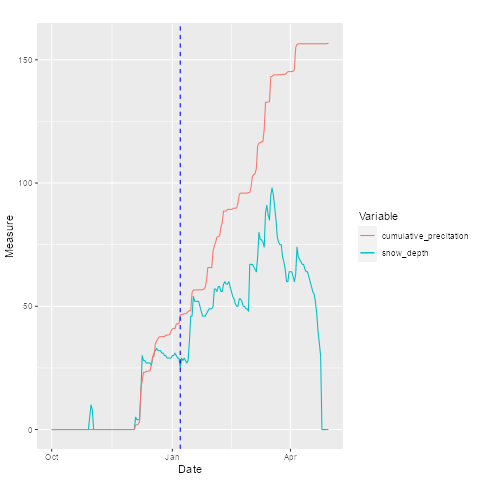 150
100
50
0
Measure
Oct
Jan
Apr
Date
Variable
cumulative_precitation
snow_depth